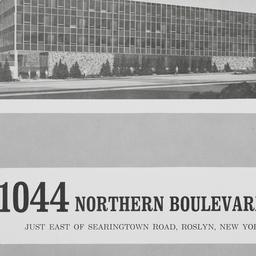 1044 NORTHERN BOULEVAR
JUST EAST OF SEARINGTOWN ROAD, ROSLYN, NEW YOR